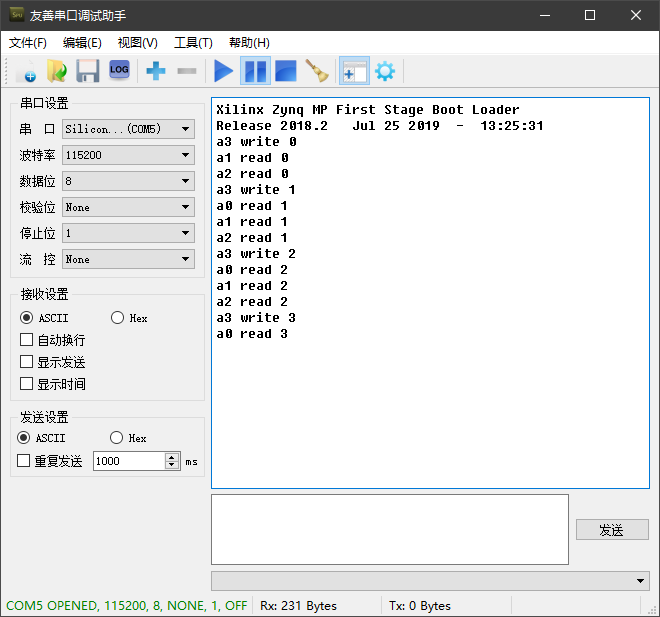 友善串口调试助手
文件(F) 编辑(E) 视图(V) 工具(T) 帮助(H)
LOG
串口设置
串 口 Silicon...(COM5)
波特率 115200
数据位 8
校验位 None
停止位 1
流 控 None
接收设置
ASCII Hex
自动换行
显示发送
显示时间
发送设置
ASCII Hex
重复发送 1000 ms
Xilinx Zynq MP First Stage Boot Loader
Release 2018.2 Jul 25 2019 - 13:25:31
a3 write 0
a1 read 0
a2 read 0
a3 write 1
a0 read 1
a1 read 1
a2 read 1
a3 write 2
a0 read 2
a1 read 2
a2 read 2
a3 write 3
a0 read 3
发送
COM5 OPENED, 115200, 8, NONE, 1, OFF Rx: 231 Bytes Tx: 0 Bytes